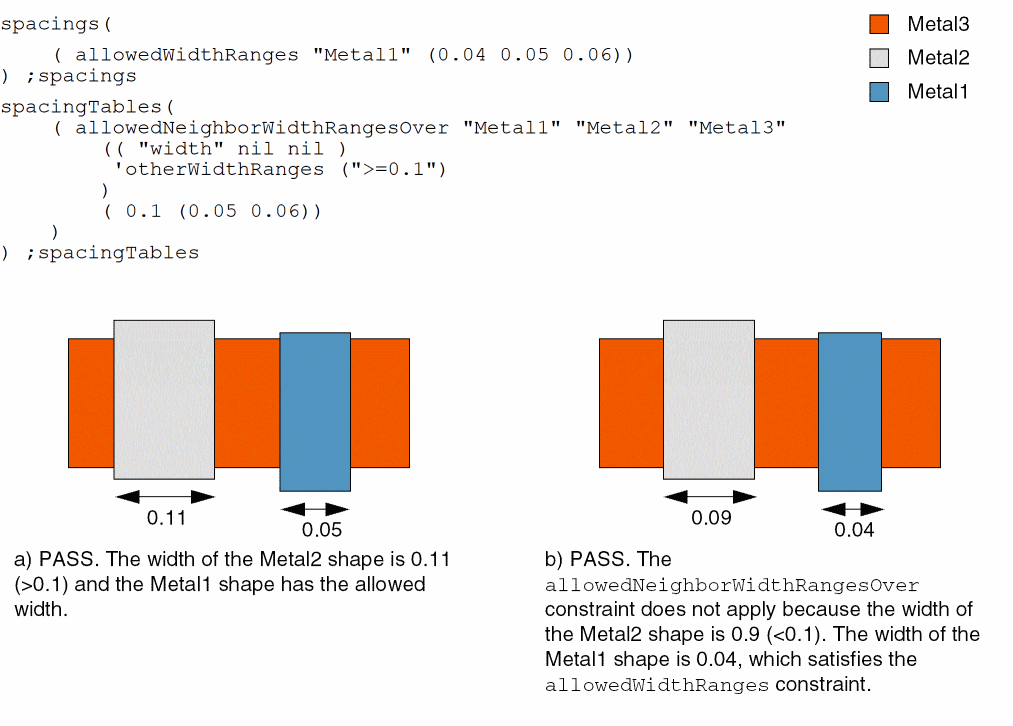 spacings(
( allowedWidthRanges "Metal1" (0.04 0.05 0.06))
) ;spacings
spacingTables(
( allowedNeighborWidthRangesOver "Metal1" "Metal2" "Metal3"
(( "width" nil nil )
'otherWidthRanges (">=0.1")
)
( 0.1 (0.05 0.06))
)
) ;spacingTables
Metal3
Metal2
Metal1
0.11
0.05
a) PASS. The width of the Metal2 shape is 0.11
(>0.1) and the Metal1 shape has the allowed
width.
0.09
0.04
b) PASS. The
allowedNeighborWidthRangesOver
constraint does not apply because the width of
the Metal2 shape is 0.9 (<0.1). The width of the
Metal1 shape is 0.04, which satisfies the
allowedWidthRanges constraint.